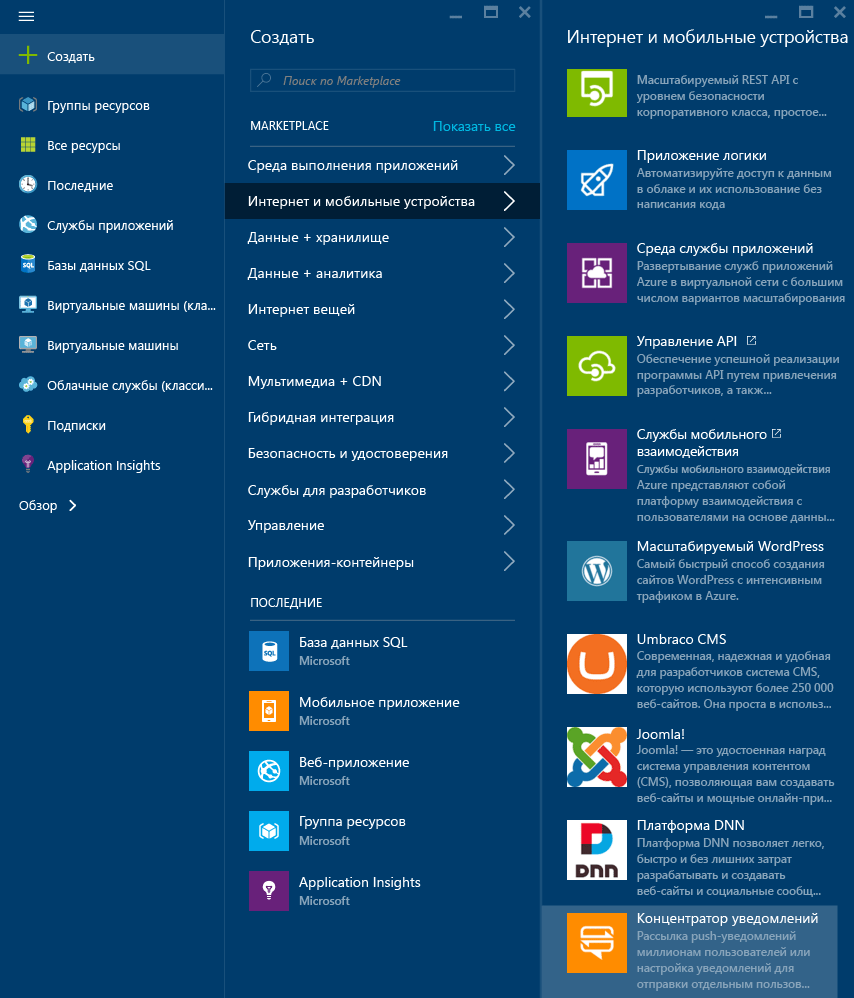 Создать
Группы ресурсов
Все ресурсы
Последние
Службы приложений
Базы данных SQL
Виртуальные машины (кла...
Виртуальные машины
Облачные службы (класси...
Подписки
Application Insights
Обзор
Создать
Поиск по Marketplace
MARKETPLACE
Показать все
Среда выполнения приложений
Интернет и мобильные устройства
Данные + хранилище
Данные + аналитика
Интернет вещей
Сеть
Мультимедиа + CDN
Гибридная интеграция
Безопасность и удостоверения
Службы для разработчиков
Управление
Приложения-контейнеры
ПОСЛЕДНИЕ
База данных SQL
Microsoft
Мобильное приложение
Microsoft
Веб-приложение
Microsoft
Группа ресурсов
Microsoft
Application Insights
Microsoft
Интернет и мобильные устройства
Масштабируемый REST API с
уровнем безопасности
корпоративного класса, простое...
Приложение логики
Автоматизируйте доступ к данным
в облаке и их использование без
написания кода
Среда службы приложений
Развертывание служб приложений
Azure в виртуальной сети с большим
числом вариантов масштабирования
Управление API
Обеспечение успешной реализации
программы API путем привлечения
разработчиков, а такж...
Службы мобильного
взаимодействия
Службы мобильного взаимодействия
Azure представляют собой
платформу взаимодействия с
пользователями на основе данны...
Масштабируемый WordPress
Самый быстрый способ создания
сайтов WordPress с интенсивным
трафиком в Azure.
Umbraco CMS
Современная, надежная и удобная
для разработчиков система CMS,
которую используют более 250 000
веб-сайтов. Она проста в использ...
Joomla!
Joomla! — это удостоенная наград
система управления контентом
(CMS), позволяющая вам создавать
веб-сайты и мощные онлайн-при...
Платформа DNN
Платформа DNN позволяет легко,
быстро и без лишних затрат
разрабатывать и создавать
веб-сайты и социальные сообщ...
Концентратор уведомлений
Рассылка push-уведомлений
миллионам пользователей или
настройка уведомлений для
отправки отдельным пользов...